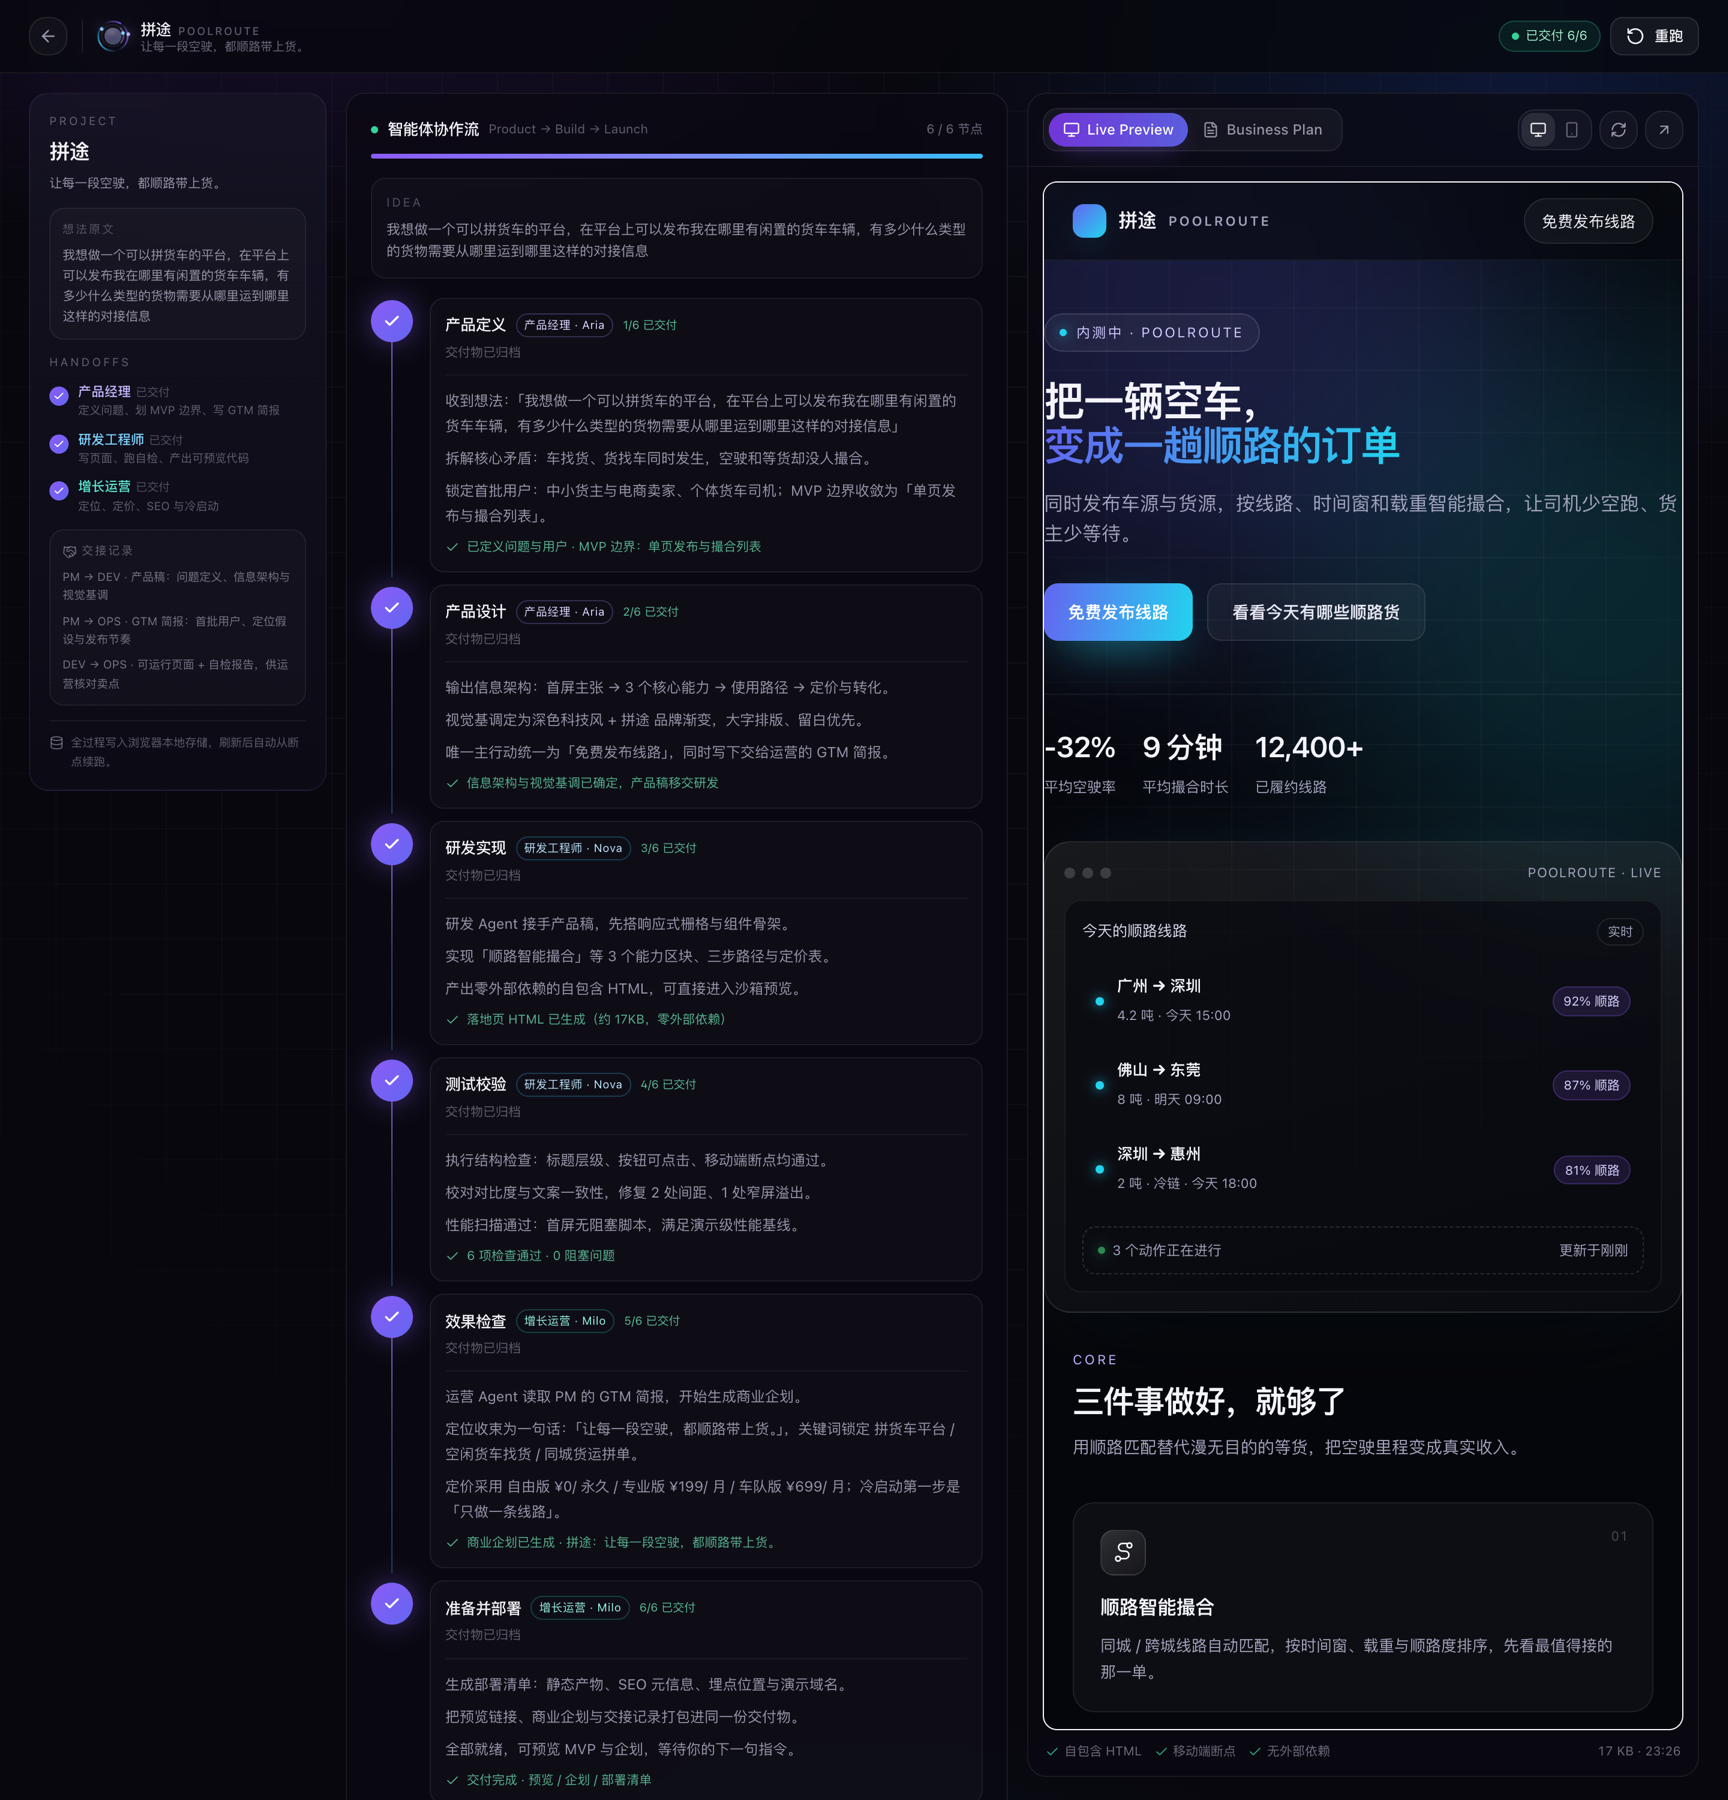 拼途 POOLROUTE
让每一段空驶，都顺路带上货。
已交付 6/6
重跑
PROJECT
拼途
让每一段空驶，都顺路带上货。
想法原文
我想做一个可以拼货车的平台，在平台上
可以发布我在哪里有闲置的货车车辆，有
多少什么类型的货物需要从哪里运到哪里
这样的对接信息
HANDOFFS
产品经理 已交付
定义问题、划 MVP 边界、写 GTM 简报
研发工程师 已交付
写页面、跑自检、产出可预览代码
增长运营 已交付
定位、定价、SEO 与冷启动
交接记录
PM → DEV · 产品稿：问题定义、信息架构与
视觉基调
PM → OPS · GTM 简报：首批用户、定位假
设与发布节奏
DEV → OPS · 可运行页面 + 自检报告，供运
营核对卖点
全过程写入浏览器本地存储，刷新后自动从断
点续跑。
智能体协作流 Product → Build → Launch
6 / 6 节点
IDEA
我想做一个可以拼货车的平台，在平台上可以发布我在哪里有闲置的货车车辆，有多少什么类型
的货物需要从哪里运到哪里这样的对接信息
产品定义 产品经理 · Aria 1/6 已交付
交付物已归档
收到想法：「我想做一个可以拼货车的平台，在平台上可以发布我在哪里有闲置的
货车车辆，有多少什么类型的货物需要从哪里运到哪里这样的对接信息」
拆解核心矛盾：车找货、货找车同时发生，空驶和等货却没人撮合。
锁定首批用户：中小货主与电商卖家、个体货车司机；MVP 边界收敛为「单页发
布与撮合列表」。
已定义问题与用户 · MVP 边界：单页发布与撮合列表
产品设计 产品经理 · Aria 2/6 已交付
交付物已归档
输出信息架构：首屏主张 → 3 个核心能力 → 使用路径 → 定价与转化。
视觉基调定为深色科技风 + 拼途 品牌渐变，大字排版、留白优先。
唯一主行动统一为「免费发布线路」，同时写下交给运营的 GTM 简报。
信息架构与视觉基调已确定，产品稿移交研发
研发实现 研发工程师 · Nova 3/6 已交付
交付物已归档
研发 Agent 接手产品稿，先搭响应式栅格与组件骨架。
实现「顺路智能撮合」等 3 个能力区块、三步路径与定价表。
产出零外部依赖的自包含 HTML，可直接进入沙箱预览。
落地页 HTML 已生成（约 17KB，零外部依赖）
测试校验 研发工程师 · Nova 4/6 已交付
交付物已归档
执行结构检查：标题层级、按钮可点击、移动端断点均通过。
校对对比度与文案一致性，修复 2 处间距、1 处窄屏溢出。
性能扫描通过：首屏无阻塞脚本，满足演示级性能基线。
6 项检查通过 · 0 阻塞问题
效果检查 增长运营 · Milo 5/6 已交付
交付物已归档
运营 Agent 读取 PM 的 GTM 简报，开始生成商业企划。
定位收束为一句话：「让每一段空驶，都顺路带上货。」，关键词锁定 拼货车平台 /
空闲货车找货 / 同城货运拼单。
定价采用 自由版 ¥0/ 永久 / 专业版 ¥199/ 月 / 车队版 ¥699/ 月；冷启动第一步是
「只做一条线路」。
商业企划已生成 · 拼途：让每一段空驶，都顺路带上货。
准备并部署 增长运营 · Milo 6/6 已交付
交付物已归档
生成部署清单：静态产物、SEO 元信息、埋点位置与演示域名。
把预览链接、商业企划与交接记录打包进同一份交付物。
全部就绪，可预览 MVP 与企划，等待你的下一句指令。
交付完成 · 预览 / 企划 / 部署清单
Live Preview
Business Plan
拼途 POOLROUTE
免费发布线路
内测中 · POOLROUTE
把一辆空车，
变成一趟顺路的订单
同时发布车源与货源，按线路、时间窗和载重智能撮合，让司机少空跑、货
主少等待。
免费发布线路
看看今天有哪些顺路货
-32% 9 分钟 12,400+
平均空驶率 平均撮合时长 已履约线路
POOLROUTE · LIVE
今天的顺路线路
实时
广州 → 深圳
4.2 吨 · 今天 15:00
92% 顺路
佛山 → 东莞
8 吨 · 明天 09:00
87% 顺路
深圳 → 惠州
2 吨 · 冷链 · 今天 18:00
81% 顺路
3 个动作正在进行
更新于刚刚
CORE
三件事做好，就够了
用顺路匹配替代漫无目的的等货，把空驶里程变成真实收入。
01
顺路智能撮合
同城 / 跨城线路自动匹配，按时间窗、载重与顺路度排序，先看最值得接的
那一单。
自包含 HTML 移动端断点 无外部依赖
17 KB · 23:26